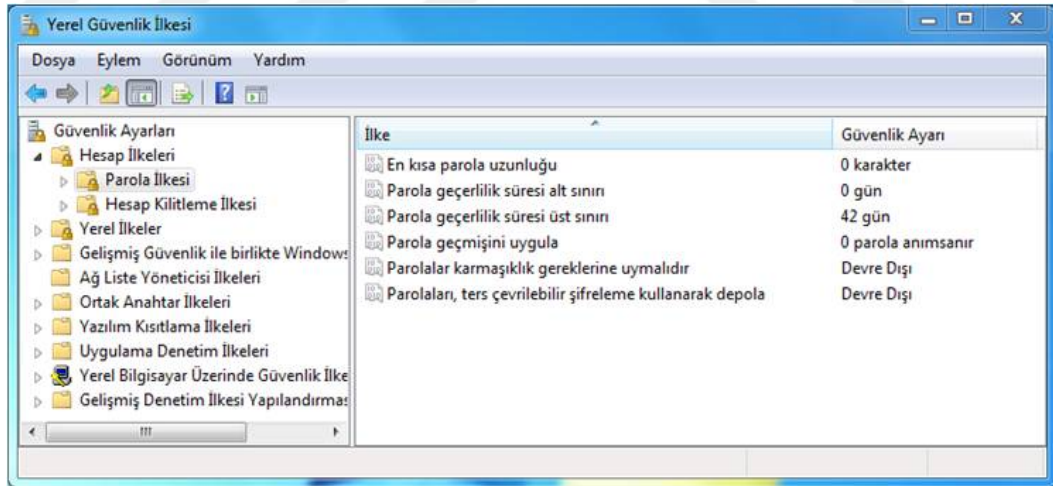 Yerel Güvenlik İlkesi
Dosya Eylem Görünüm Yardım
Güvenlik Ayarları
Hesap İlkeleri
Parola İlkesi
Hesap Kilitleme İlkesi
Yerel İlkeler
Gelişmiş Güvenlik ile birlikte Windows
Ağ Liste Yöneticisi İlkeleri
Ortak Anahtar İlkeleri
Yazılım Kısıtlama İlkeleri
Uygulama Denetim İlkeleri
Yerel Bilgisayar Üzerinde Güvenlik İlke
Gelişmiş Denetim İlkesi Yapılandırmas
İlke Güvenlik Ayarı
En kısa parola uzunluğu 0 karakter
Parola geçerlilik süresi alt sınırı 0 gün
Parola geçerlilik süresi üst sınırı 42 gün
Parola geçmişini uygula 0 parola anımsanır
Parolalar karmaşıklık gereklerine uymalıdır Devre Dışı
Parolaları, ters çevrilebilir şifreleme kullanarak depola Devre Dışı